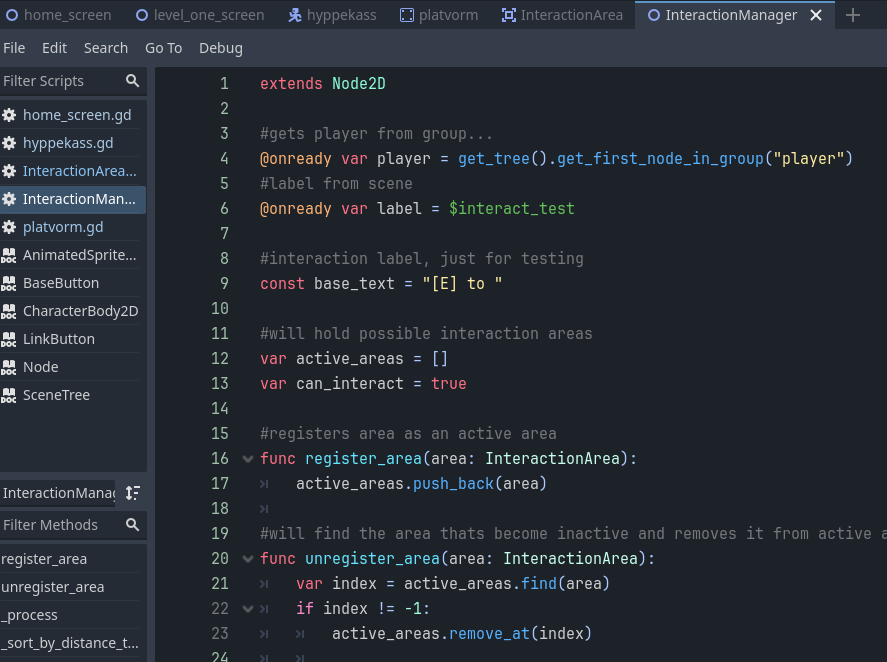 home_screen level_one_screen hyppekass platvorm InteractionArea InteractionManager
File Edit Search Go To Debug
Filter Scripts
home_screen.gd
hyppekass.gd
InteractionArea...
InteractionMan...
platvorm.gd
AnimatedSprite...
BaseButton
CharacterBody2D
LinkButton
Node
SceneTree
InteractionManag
Filter Methods
register_area
unregister_area
_process
_sort_by_distance_t...
1 extends Node2D
2
3 #gets player from group...
4 @onready var player = get_tree().get_first_node_in_group("player")
5 #label from scene
6 @onready var label = $interact_test
7
8 #interaction label, just for testing
9 const base_text = "[E] to "
10
11 #will hold possible interaction areas
12 var active_areas = []
13 var can_interact = true
14
15 #registers area as an active area
16 func register_area(area: InteractionArea):
17 active_areas.push_back(area)
18
19 #will find the area thats become inactive and removes it from active a
20 func unregister_area(area: InteractionArea):
21 var index = active_areas.find(area)
22 if index != -1:
23 active_areas.remove_at(index)
24